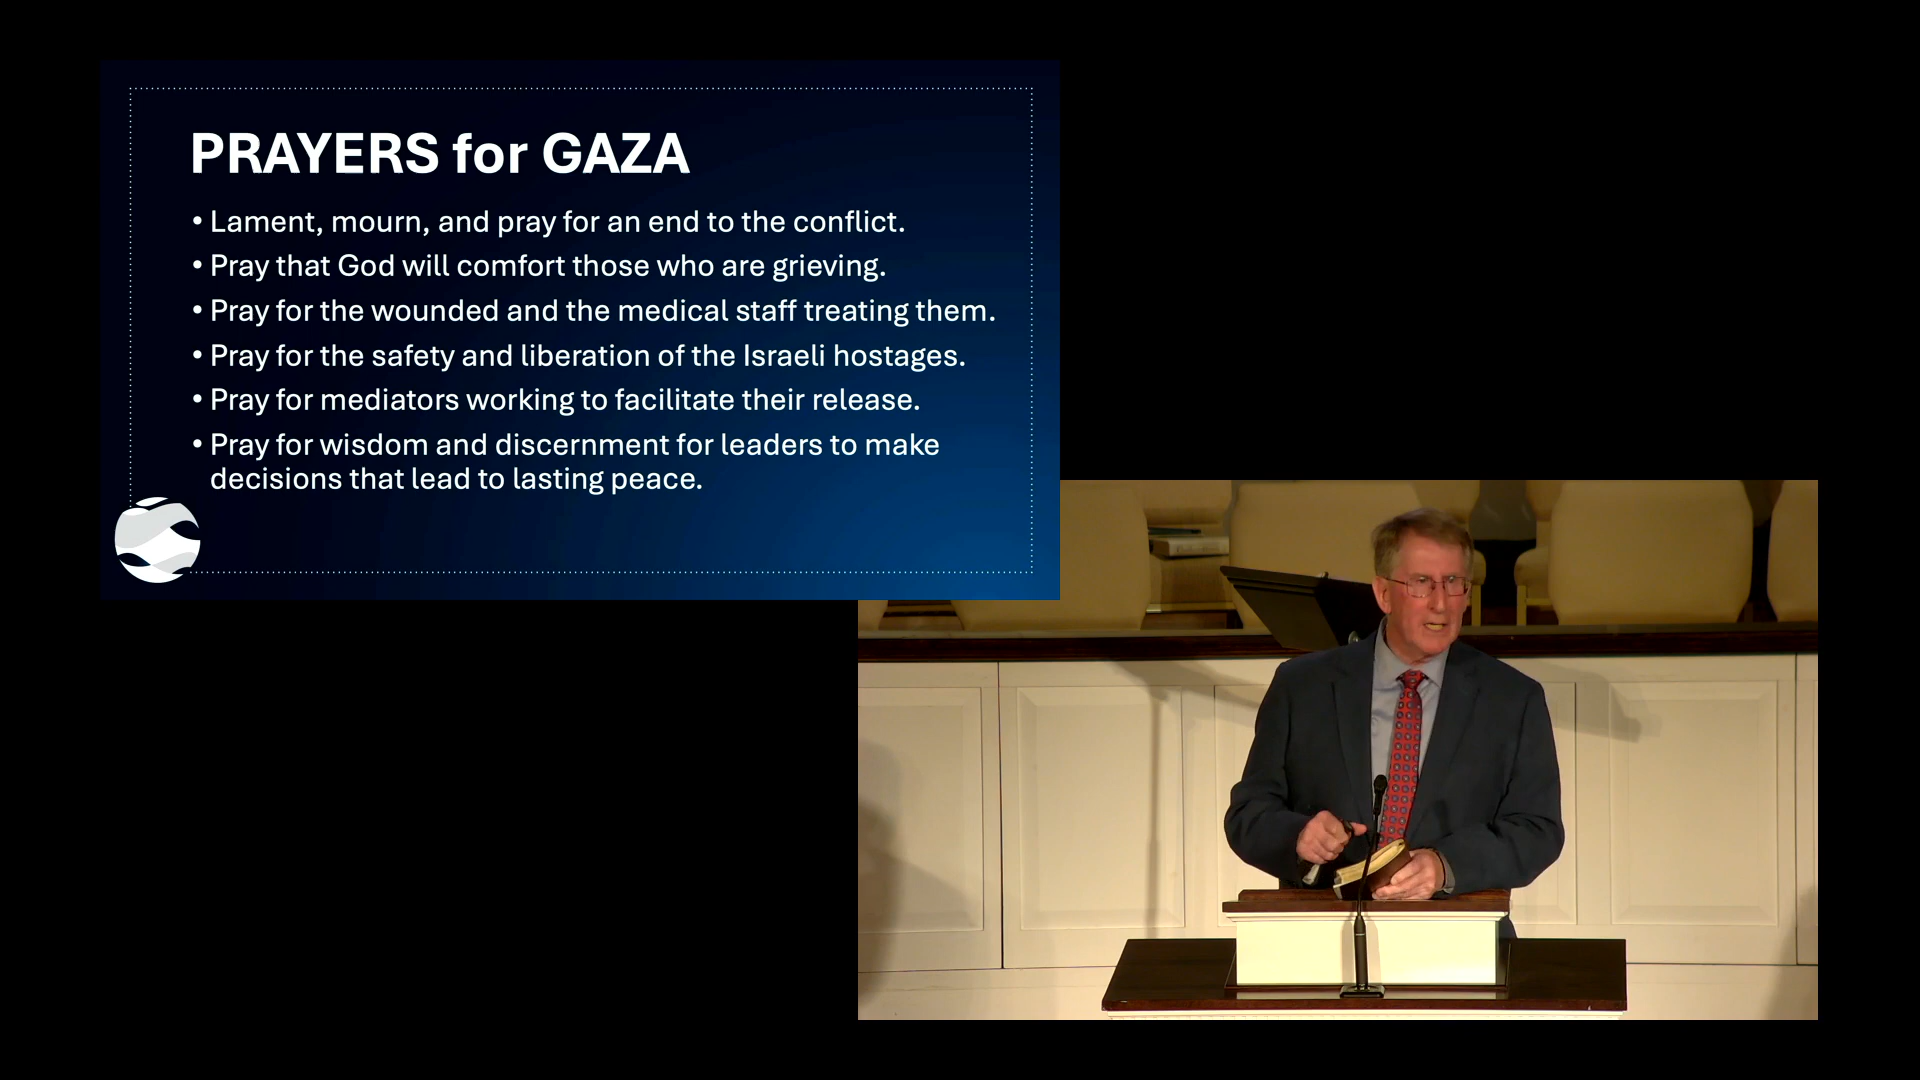 PRAYERS for GAZA
• Lament, mourn, and pray for an end to the conflict.
• Pray that God will comfort those who are grieving.
• Pray for the wounded and the medical staff treating them.
• Pray for the safety and liberation of the Israeli hostages.
• Pray for mediators working to facilitate their release.
• Pray for wisdom and discernment for leaders to make
decisions that lead to lasting peace.